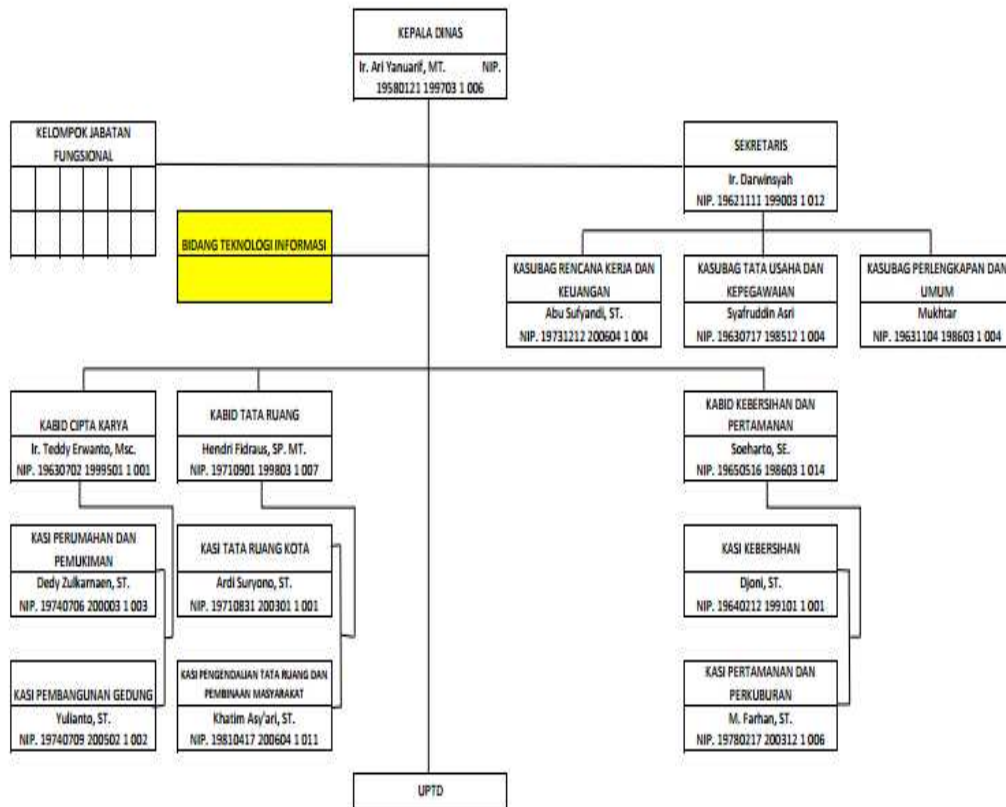 KEPALA DINAS
Ir. Ari Yanuarif, MT. NIP.
19580121 199703 1 006
KELOMPOK JABATAN
FUNGSIONAL
SEKRETARIS
Ir. Darwinsyah
NIP. 19621111 199003 1 012
BIDANG TEKNOLOGI INFORMASI
KASUBAG RENCANA KERJA DAN
KEUANGAN
Abu Sufyandi, ST.
NIP. 19731212 200604 1 004
KASUBAG TATA USAHA DAN
KEPEGAWAIAN
Syafruddin Asri
NIP. 19630717 198512 1 004
KASUBAG PERLENGKAPAN DAN
UMUM
Mukhtar
NIP. 19631104 198603 1 004
KABID CIPTA KARYA
Ir. Teddy Erwanto, Msc.
NIP. 19630702 1999501 1 001
KABID TATA RUANG
Hendri Fidraus, SP. MT.
NIP. 19710901 199803 1 007
KABID KEBERSIHAN DAN
PERTAMANAN
Soeharto, SE.
NIP. 19650516 198603 1 014
KASI PERUMAHAN DAN
PEMUKIMAN
Dedy Zulkarnaen, ST.
NIP. 19740706 200003 1 003
KASI TATA RUANG KOTA
Ardi Suryono, ST.
NIP. 19710831 200301 1 001
KASI KEBERSIHAN
Djoni, ST.
NIP. 19640212 199101 1 001
KASI PEMBANGUNAN GEDUNG
Yulianto, ST.
NIP. 19740709 200502 1 002
KASI PENGENDALIAN TATA RUANG DAN
PEMBINAAN MASYARAKAT
Khatim Asy'ari, ST.
NIP. 19810417 200604 1 011
KASI PERTAMANAN DAN
PERKUBURAN
M. Farhan, ST.
NIP. 19780217 200312 1 006
UPTD